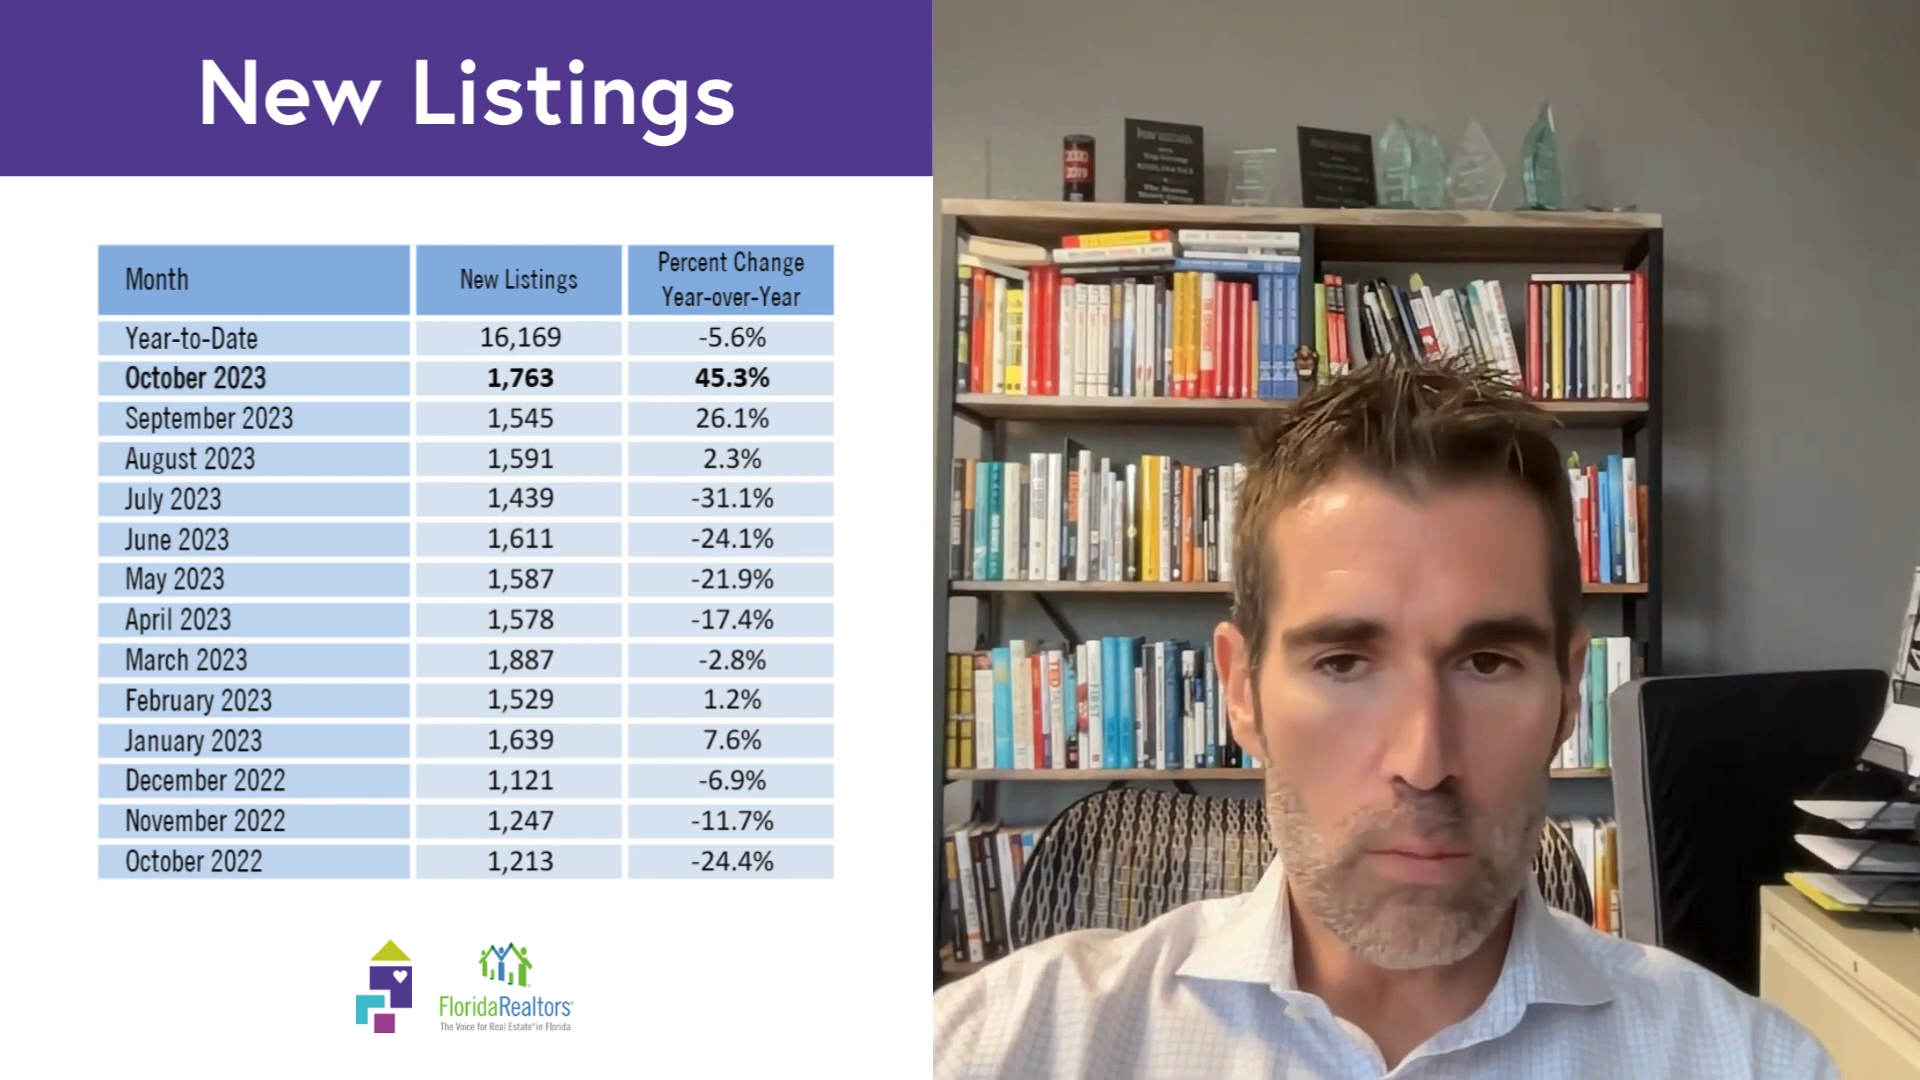 New Listings
Month New Listings Percent Change Year-over-Year
Year-to-Date 16,169 -5.6%
October 2023 1,763 45.3%
September 2023 1,545 26.1%
August 2023 1,591 2.3%
July 2023 1,439 -31.1%
June 2023 1,611 -24.1%
May 2023 1,587 -21.9%
April 2023 1,578 -17.4%
March 2023 1,887 -2.8%
February 2023 1,529 1.2%
January 2023 1,639 7.6%
December 2022 1,121 -6.9%
November 2022 1,247 -11.7%
October 2022 1,213 -24.4%
FloridaRealtors®
The Voice for Real Estate® in Florida